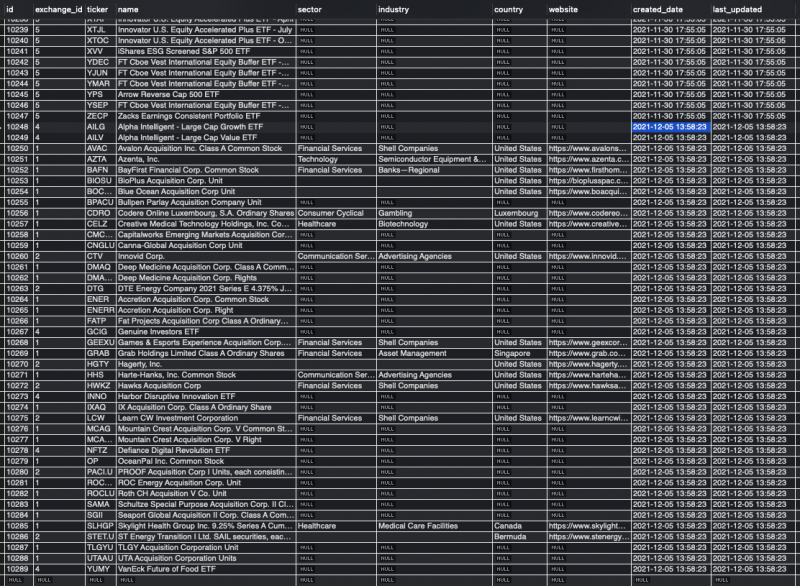 id exchange_id ticker name sector industry country website created_date last_updated
10239 5 XTJL Innovator U.S. Equity Accelerated Plus ETF - July NULL NULL NULL NULL 2021-11-30 17:55:05 2021-11-30 17:55:05
10240 5 XTOC Innovator U.S. Equity Accelerated Plus ETF - O... NULL NULL NULL NULL 2021-11-30 17:55:05 2021-11-30 17:55:05
10241 5 XVV iShares ESG Screened S&P 500 ETF NULL NULL NULL NULL 2021-11-30 17:55:05 2021-11-30 17:55:05
10242 5 YDEC FT Cboe Vest International Equity Buffer ETF -... NULL NULL NULL NULL 2021-11-30 17:55:05 2021-11-30 17:55:05
10243 5 YJUN FT Cboe Vest International Equity Buffer ETF -... NULL NULL NULL NULL 2021-11-30 17:55:05 2021-11-30 17:55:05
10244 5 YMAR FT Cboe Vest International Equity Buffer ETF -... NULL NULL NULL NULL 2021-11-30 17:55:05 2021-11-30 17:55:05
10245 5 YPS Arrow Reverse Cap 500 ETF NULL NULL NULL NULL 2021-11-30 17:55:05 2021-11-30 17:55:05
10246 5 YSEP FT Cboe Vest International Equity Buffer ETF -... NULL NULL NULL NULL 2021-11-30 17:55:05 2021-11-30 17:55:05
10247 5 ZECP Zacks Earnings Consistent Portfolio ETF NULL NULL NULL NULL 2021-11-30 17:55:05 2021-11-30 17:55:05
10248 4 AILG Alpha Intelligent - Large Cap Growth ETF NULL NULL NULL NULL 2021-12-05 13:58:23 2021-12-05 13:58:23
10249 4 AILV Alpha Intelligent - Large Cap Value ETF NULL NULL NULL NULL 2021-12-05 13:58:23 2021-12-05 13:58:23
10250 1 AVAC Avalon Acquisition Inc. Class A Common Stock Financial Services Shell Companies United States https://www.avalons... 2021-12-05 13:58:23 2021-12-05 13:58:23
10251 1 AZTA Azenta, Inc. Technology Semiconductor Equipment &... United States https://www.azenta.c... 2021-12-05 13:58:23 2021-12-05 13:58:23
10252 1 BAFN BayFirst Financial Corp. Common Stock Financial Services Banks—Regional United States https://www.firsthom... 2021-12-05 13:58:23 2021-12-05 13:58:23
10253 1 BIOSU BioPlus Acquisition Corp. Unit United States https://bioplusspac.c... 2021-12-05 13:58:23 2021-12-05 13:58:23
10254 1 BOC... Blue Ocean Acquisition Corp Unit United States https://www.boacqui... 2021-12-05 13:58:23 2021-12-05 13:58:23
10255 1 BPACU Bullpen Parlay Acquisition Company Unit NULL NULL NULL NULL 2021-12-05 13:58:23 2021-12-05 13:58:23
10256 1 CDRO Codere Online Luxembourg, S.A. Ordinary Shares Consumer Cyclical Gambling Luxembourg https://www.codereo... 2021-12-05 13:58:23 2021-12-05 13:58:23
10257 1 CELZ Creative Medical Technology Holdings, Inc. Co... Healthcare Biotechnology United States https://www.creative... 2021-12-05 13:58:23 2021-12-05 13:58:23
10258 1 CMC... Capitalworks Emerging Markets Acquisition Cor... NULL NULL NULL NULL 2021-12-05 13:58:23 2021-12-05 13:58:23
10259 1 CNGLU Canna-Global Acquisition Corp Unit NULL NULL NULL NULL 2021-12-05 13:58:23 2021-12-05 13:58:23
10260 2 CTV Innovid Corp. Communication Ser... Advertising Agencies United States https://www.innovid.... 2021-12-05 13:58:23 2021-12-05 13:58:23
10261 1 DMAQ Deep Medicine Acquisition Corp. Class A Comm... NULL NULL NULL NULL 2021-12-05 13:58:23 2021-12-05 13:58:23
10262 1 DMA... Deep Medicine Acquisition Corp. Rights NULL NULL NULL NULL 2021-12-05 13:58:23 2021-12-05 13:58:23
10263 2 DTG DTE Energy Company 2021 Series E 4.375% J... NULL NULL NULL NULL 2021-12-05 13:58:23 2021-12-05 13:58:23
10264 1 ENER Accretion Acquisition Corp. Common Stock NULL NULL NULL NULL 2021-12-05 13:58:23 2021-12-05 13:58:23
10265 1 ENERR Accretion Acquisition Corp. Right NULL NULL NULL NULL 2021-12-05 13:58:23 2021-12-05 13:58:23
10266 1 FATP Fat Projects Acquisition Corp Class A Ordinary... NULL NULL NULL NULL 2021-12-05 13:58:23 2021-12-05 13:58:23
10267 4 GCIG Genuine Investors ETF NULL NULL NULL NULL 2021-12-05 13:58:23 2021-12-05 13:58:23
10268 1 GEEXU Games & Esports Experience Acquisition Corp... Financial Services Shell Companies United States https://www.geexcor... 2021-12-05 13:58:23 2021-12-05 13:58:23
10269 1 GRAB Grab Holdings Limited Class A Ordinary Shares Financial Services Asset Management Singapore https://www.grab.co... 2021-12-05 13:58:23 2021-12-05 13:58:23
10270 2 HGTY Hagerty, Inc. United States https://www.hagerty.... 2021-12-05 13:58:23 2021-12-05 13:58:23
10271 1 HHS Harte-Hanks, Inc. Common Stock Communication Ser... Advertising Agencies United States https://www.harteha... 2021-12-05 13:58:23 2021-12-05 13:58:23
10272 2 HWKZ Hawks Acquisition Corp Financial Services Shell Companies United States https://www.hawksa... 2021-12-05 13:58:23 2021-12-05 13:58:23
10273 4 INNO Harbor Disruptive Innovation ETF NULL NULL NULL NULL 2021-12-05 13:58:23 2021-12-05 13:58:23
10274 1 IXAQ IX Acquisition Corp. Class A Ordinary Share NULL NULL NULL NULL 2021-12-05 13:58:23 2021-12-05 13:58:23
10275 2 LCW Learn CW Investment Corporation Financial Services Shell Companies United States https://www.learncwi... 2021-12-05 13:58:23 2021-12-05 13:58:23
10276 1 MCAG Mountain Crest Acquisition Corp. V Common St... NULL NULL NULL NULL 2021-12-05 13:58:23 2021-12-05 13:58:23
10277 1 MCA... Mountain Crest Acquisition Corp. V Right NULL NULL NULL NULL 2021-12-05 13:58:23 2021-12-05 13:58:23
10278 4 NFTZ Defiance Digital Revolution ETF NULL NULL NULL NULL 2021-12-05 13:58:23 2021-12-05 13:58:23
10279 1 OP OceanPal Inc. Common Stock NULL NULL NULL NULL 2021-12-05 13:58:23 2021-12-05 13:58:23
10280 2 PACI.U PROOF Acquisition Corp I Units, each consistin... NULL NULL NULL NULL 2021-12-05 13:58:23 2021-12-05 13:58:23
10281 1 ROC... ROC Energy Acquisition Corp. Unit NULL NULL NULL NULL 2021-12-05 13:58:23 2021-12-05 13:58:23
10282 1 ROCLU Roth CH Acquisition V Co. Unit NULL NULL NULL NULL 2021-12-05 13:58:23 2021-12-05 13:58:23
10283 1 SAMA Schultze Special Purpose Acquisition Corp. II Cl... NULL NULL NULL NULL 2021-12-05 13:58:23 2021-12-05 13:58:23
10284 1 SGII Seaport Global Acquisition II Corp. Class A Com... NULL NULL NULL NULL 2021-12-05 13:58:23 2021-12-05 13:58:23
10285 1 SLHGP Skylight Health Group Inc. 9.25% Series A Cum... Healthcare Medical Care Facilities Canada https://www.skylight... 2021-12-05 13:58:23 2021-12-05 13:58:23
10286 2 STET.U ST Energy Transition I Ltd. SAIL securities, eac... Bermuda https://www.stenergy... 2021-12-05 13:58:23 2021-12-05 13:58:23
10287 1 TLGYU TLGY Acquisition Corporation Unit NULL NULL NULL NULL 2021-12-05 13:58:23 2021-12-05 13:58:23
10288 1 UTAAU UTA Acquisition Corporation Units NULL NULL NULL NULL 2021-12-05 13:58:23 2021-12-05 13:58:23
10289 4 YUMY VanEck Future of Food ETF NULL NULL NULL NULL 2021-12-05 13:58:23 2021-12-05 13:58:23
NULL NULL NULL NULL NULL NULL NULL NULL NULL NULL